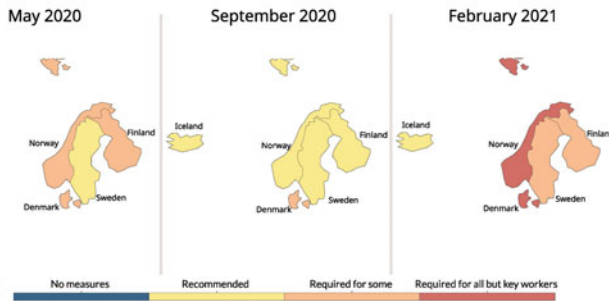 May 2020
September 2020
February 2021
Norway
Finland
Sweden
Denmark
Iceland
Norway
Finland
Sweden
Denmark
Iceland
Norway
Finland
Sweden
Denmark
No measures
Recommended
Required for some
Required for all but key workers